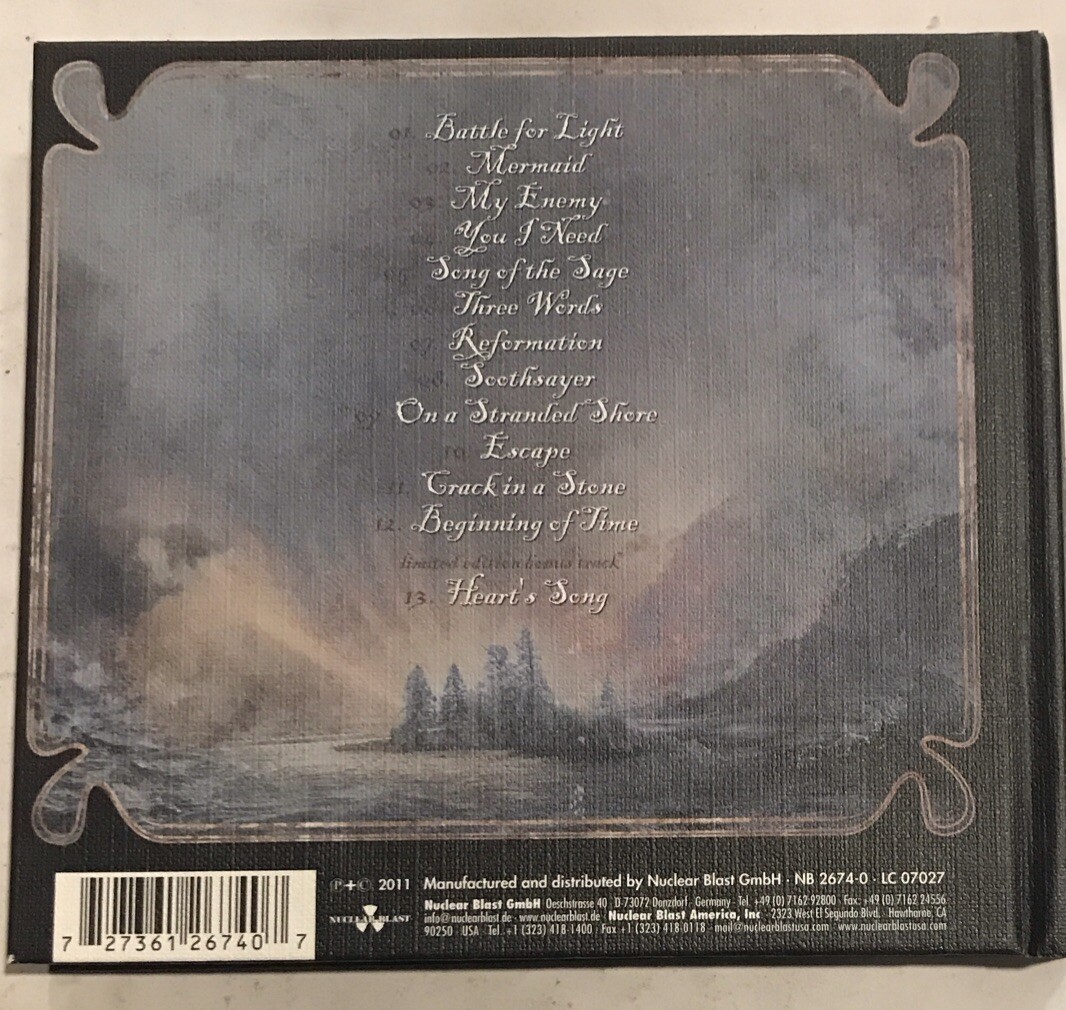 01. Battle for Light
02. Mermaid
03. My Enemy
You I Need
05. Song of the Sage
Three Words
07. Reformation
08. Soothsayer
09. On a Stranded Shore
10. Escape
11. Crack in a Stone
12. Beginning of Time
limited edition bonus track
13. Heart's Song
℗+© 2011 Manufactured and distributed by Nuclear Blast GmbH · NB 2674-0 · LC 07027
NUCLEAR BLAST
Nuclear Blast GmbH Oeschstrasse 40 · D-73072 Donzdorf · Germany · Tel. +49 (0) 7162-92800 · Fax: +49 (0) 7162 24556
info@nuclearblast.de · www.nuclearblast.de · Nuclear Blast America, Inc · 2323 West El Segundo Blvd. · Hawthorne, CA
90250 · USA · Tel. +1 (323) 418-1400 · Fax +1 (323) 418-0118 · mail@nuclearblastusa.com · www.nuclearblastusa.com
7 27361 26740 7